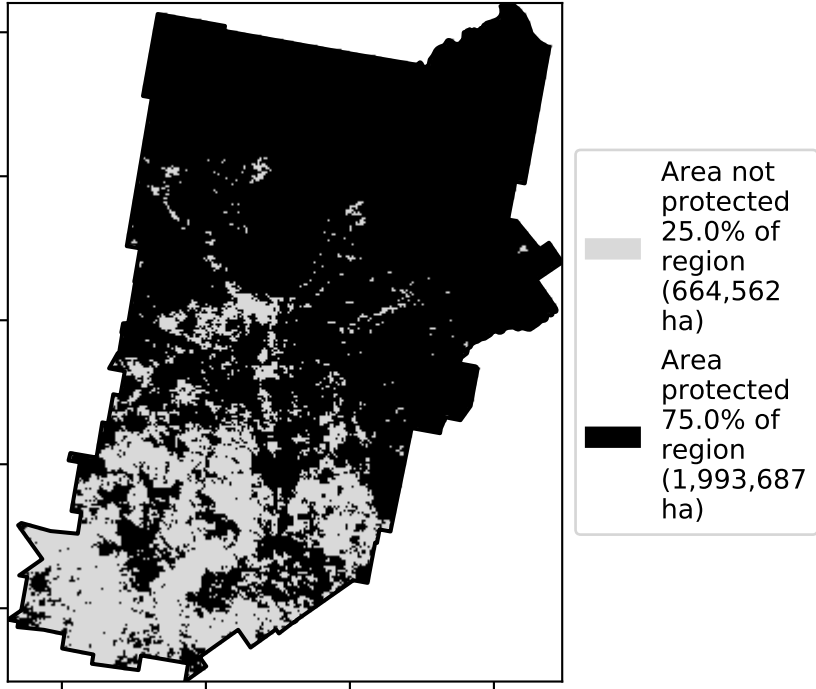 Area not
protected
25.0% of
region
(664,562
ha)
Area
protected
75.0% of
region
(1,993,687
ha)